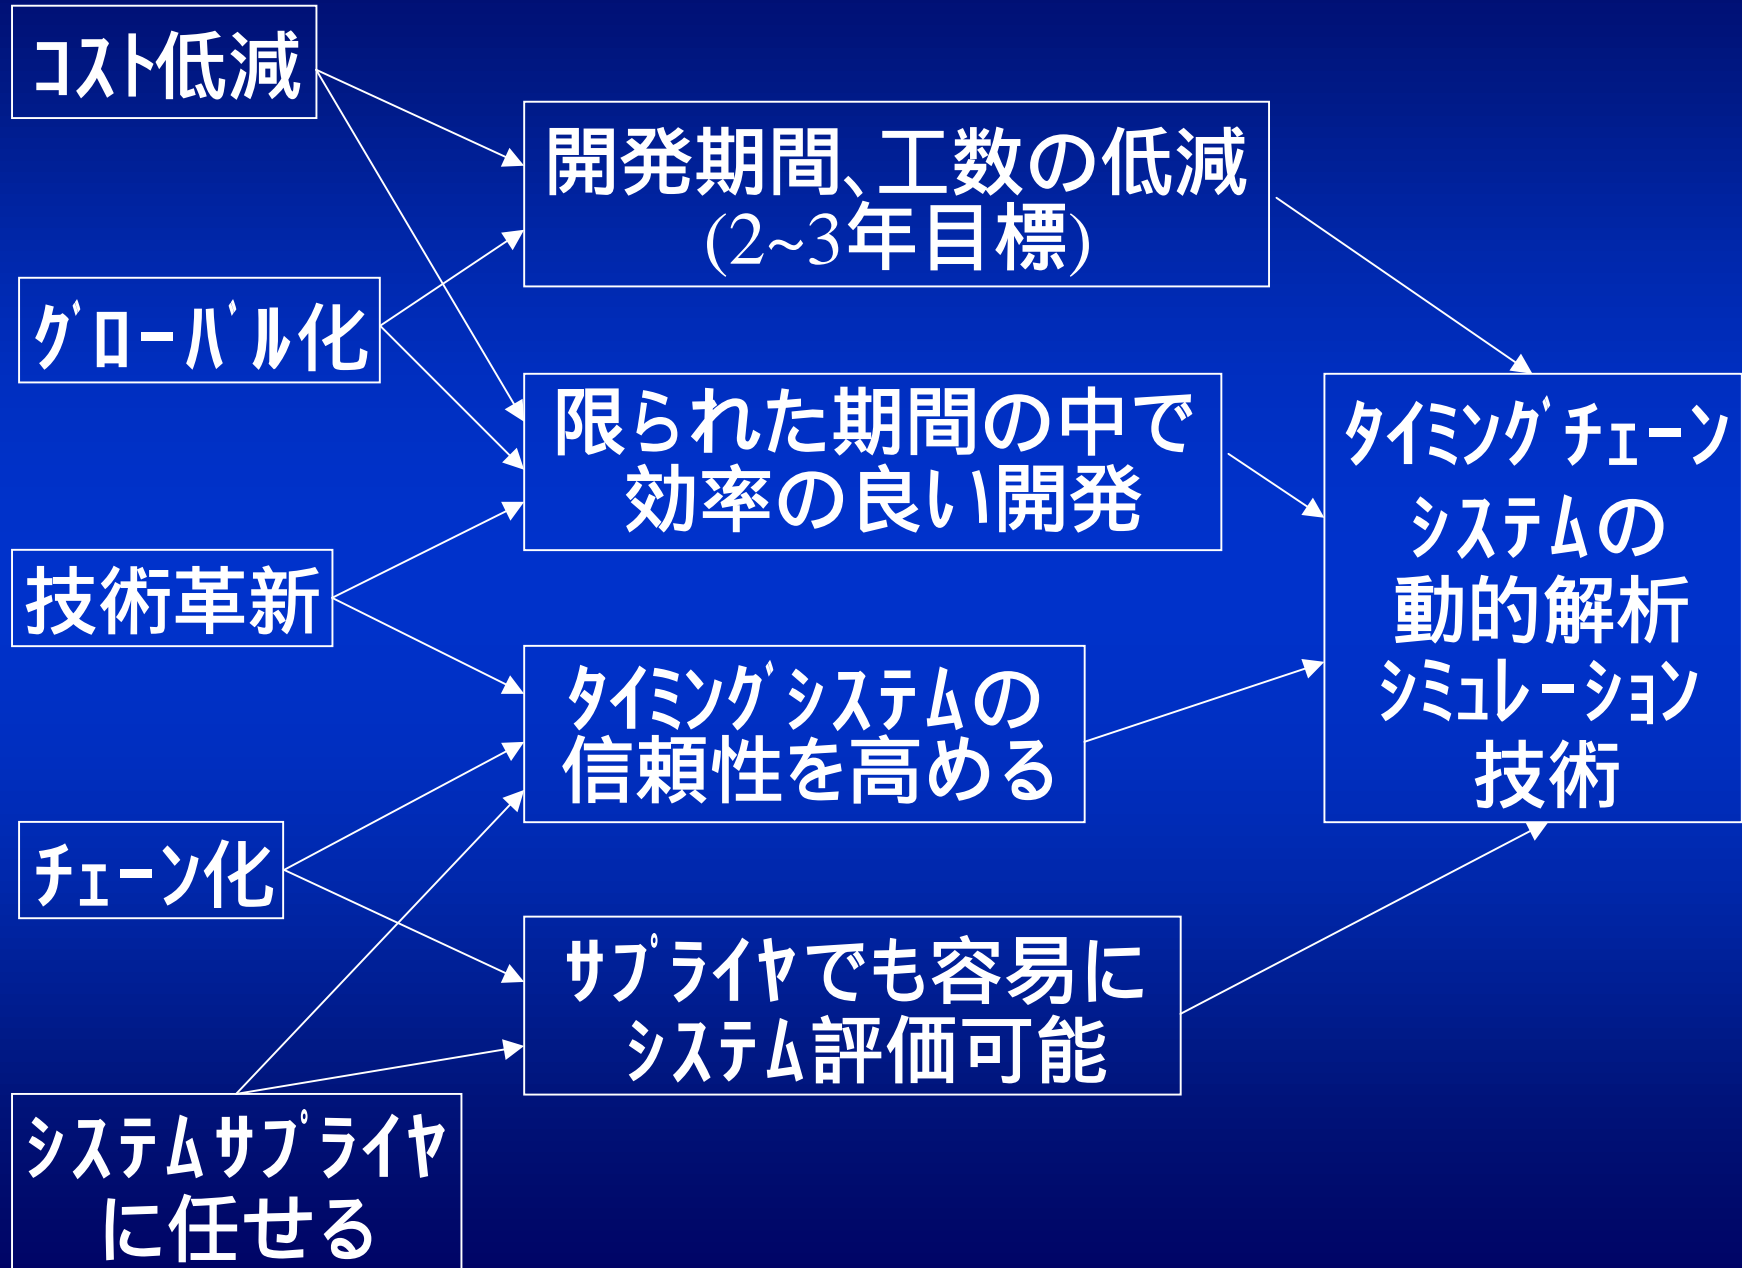 ｺｽﾄ低減
ｸﾞﾛｰﾊﾞﾙ化
技術革新
ﾁｪｰﾝ化
ｼｽﾃﾑｻﾌﾟﾗｲﾔ
に任せる
開発期間､工数の低減
(2~3年目標)
限られた期間の中で
効率の良い開発
ﾀｲﾐﾝｸﾞｼｽﾃﾑの
信頼性を高める
ｻﾌﾟﾗｲﾔでも容易に
ｼｽﾃﾑ評価可能
ﾀｲﾐﾝｸﾞﾁｪｰﾝ
ｼｽﾃﾑの
動的解析
ｼﾐｭﾚｰｼｮﾝ
技術